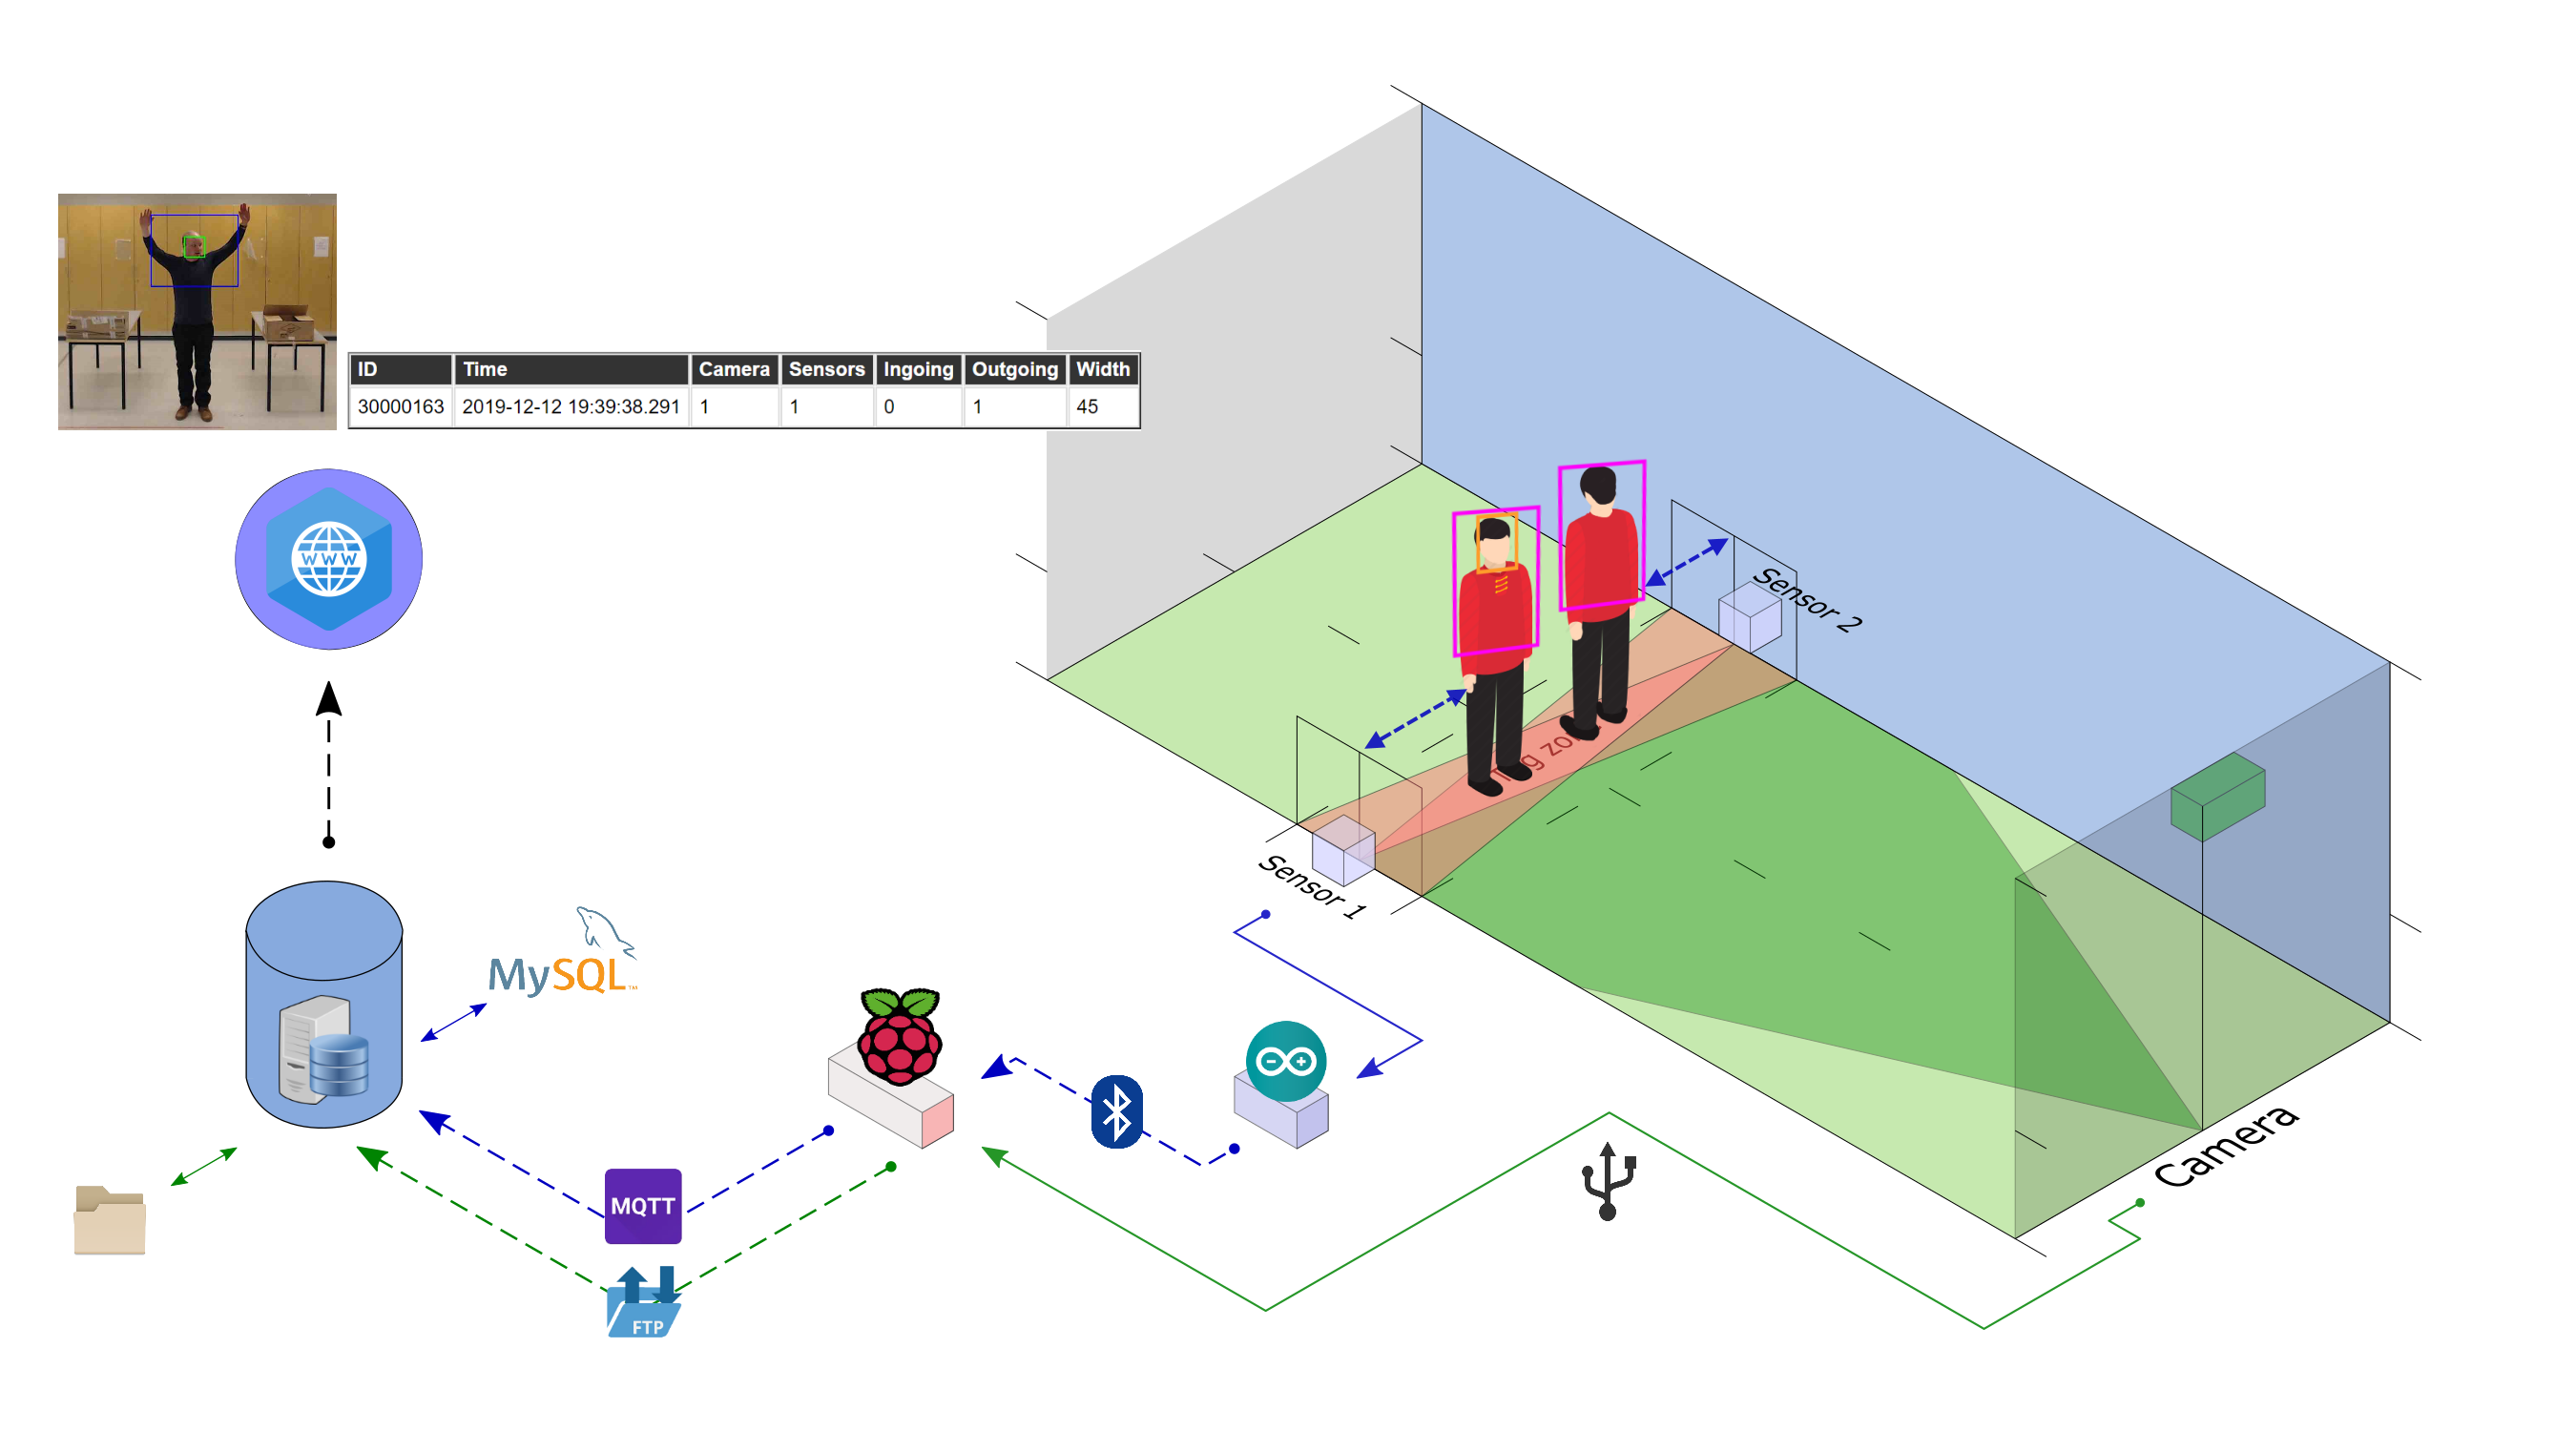 ID Time Camera Sensors Ingoing Outgoing Width
30000163 2019-12-12 19:39:38.291 1 1 0 1 45
WWW
Sensor 2
Sensor 1
MySQL™
MQTT
FTP
Camera